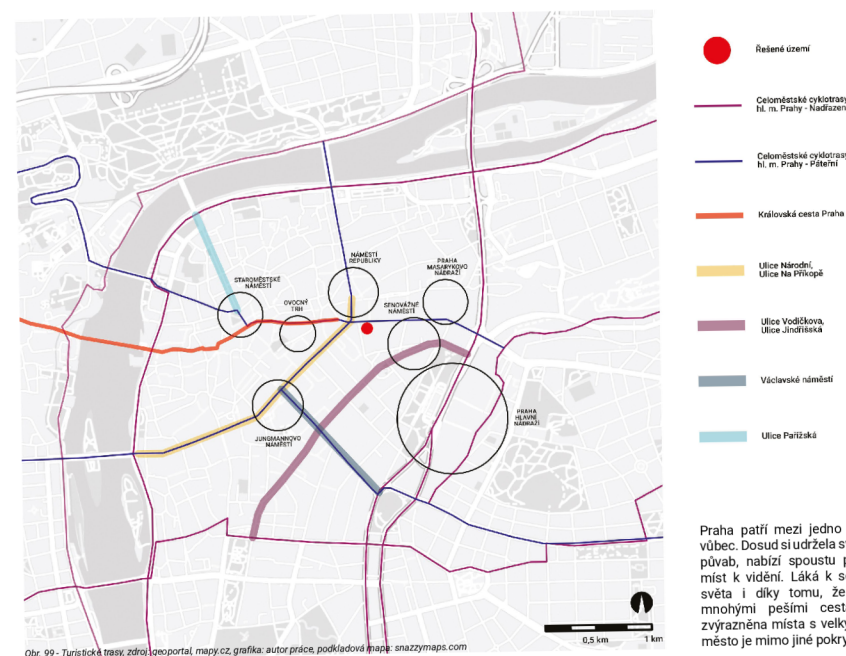 NÁMĚSTÍ
REPUBLIKY
PRAHA
MASARYKOVO
NÁDRAŽÍ
STAROMĚSTSKÉ
NÁMĚSTÍ
OVOCNÝ
TRH
SENOVÁŽNÉ
NÁMĚSTÍ
PRAHA
HLAVNÍ
NÁDRAŽÍ
JUNGMANNOVO
NÁMĚSTÍ
0,5 km
1 km
Obr. 99 - Turistické trasy, zdroj: geoportal, mapy.cz, grafika: autor práce, podkladová mapa: snazzymaps.com
Řešené území
Celoměstské cyklotrasy
hl. m. Prahy - Nadřazen
Celoměstské cyklotrasy
hl. m. Prahy - Páteřní
Královská cesta Praha
Ulice Národní,
Ulice Na Příkopě
Ulice Vodičkova,
Ulice Jindřišská
Václavské náměstí
Ulice Pařížská
Praha patří mezi jedno
vůbec. Dosud si udržela s
půvab, nabízí spoustu p
míst k vidění. Láká k s
světa i díky tomu, že
mnohými pešími cest
zvýrazněna místa s velk
město je mimo jiné pokry